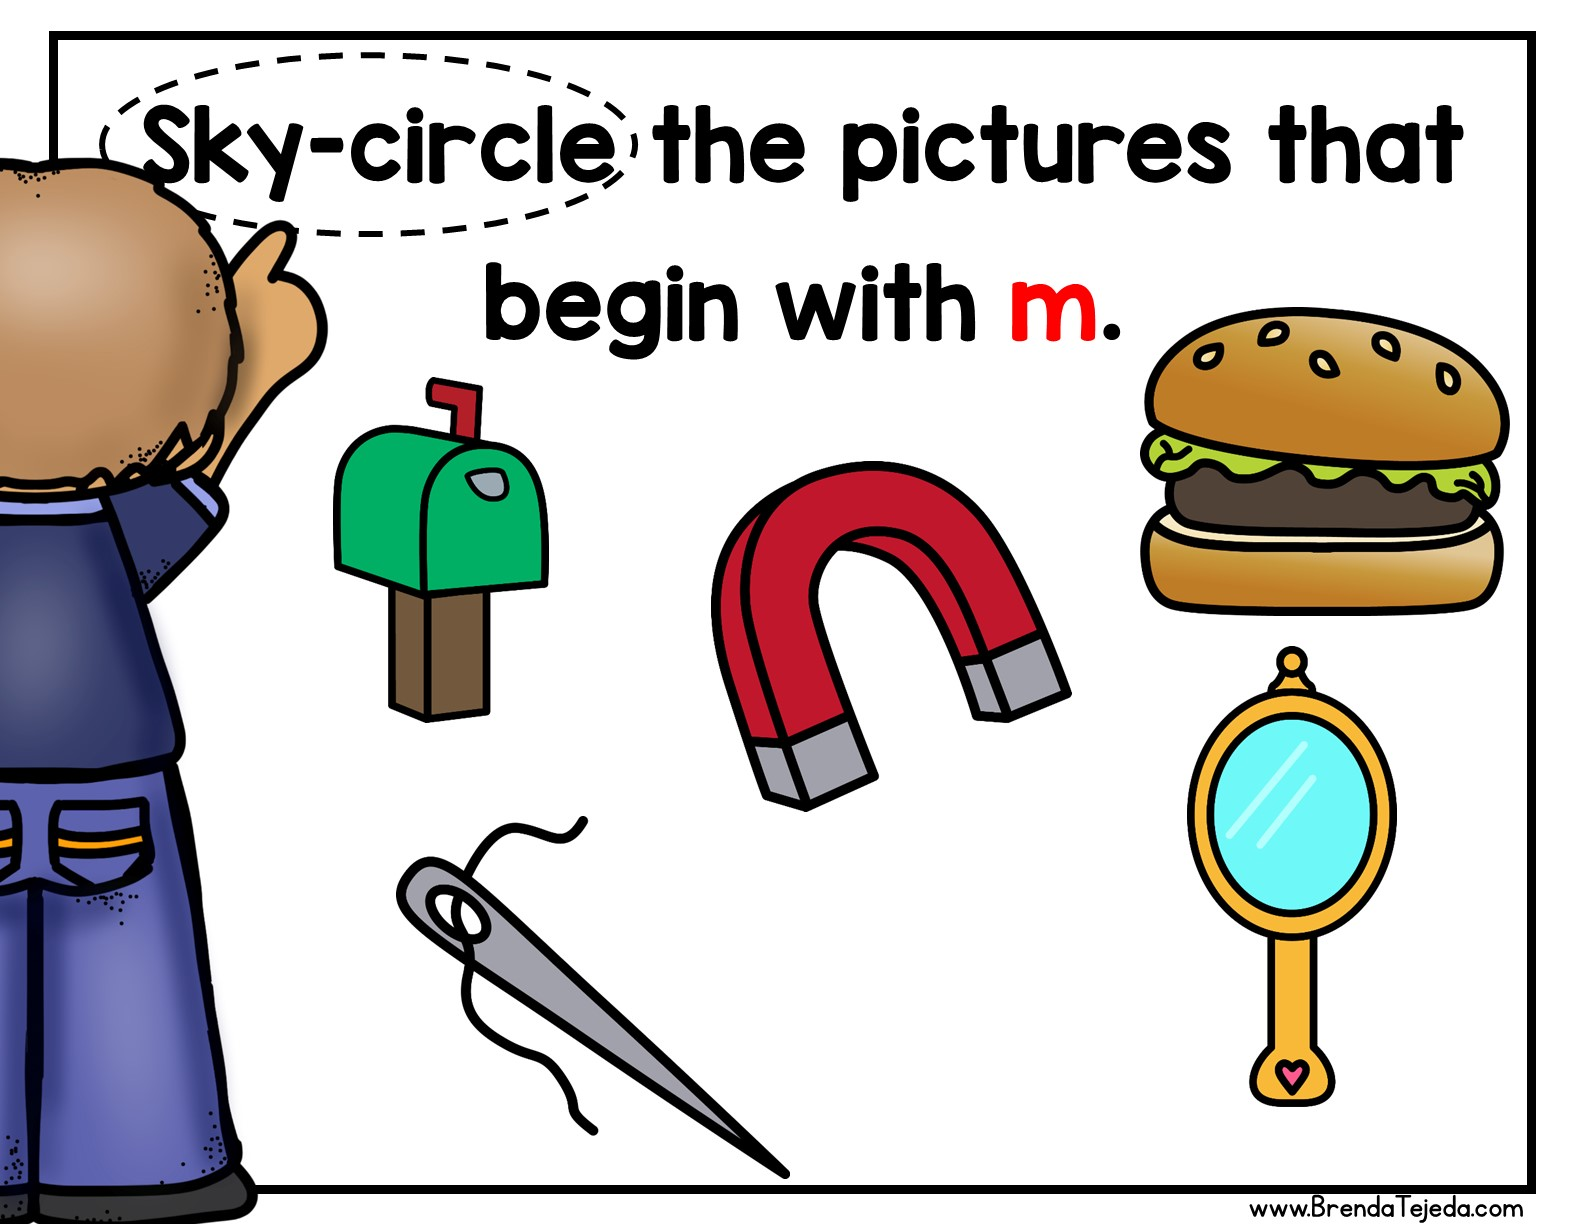 Sky-circle the pictures that
begin with m.
www.BrendaTejeda.com